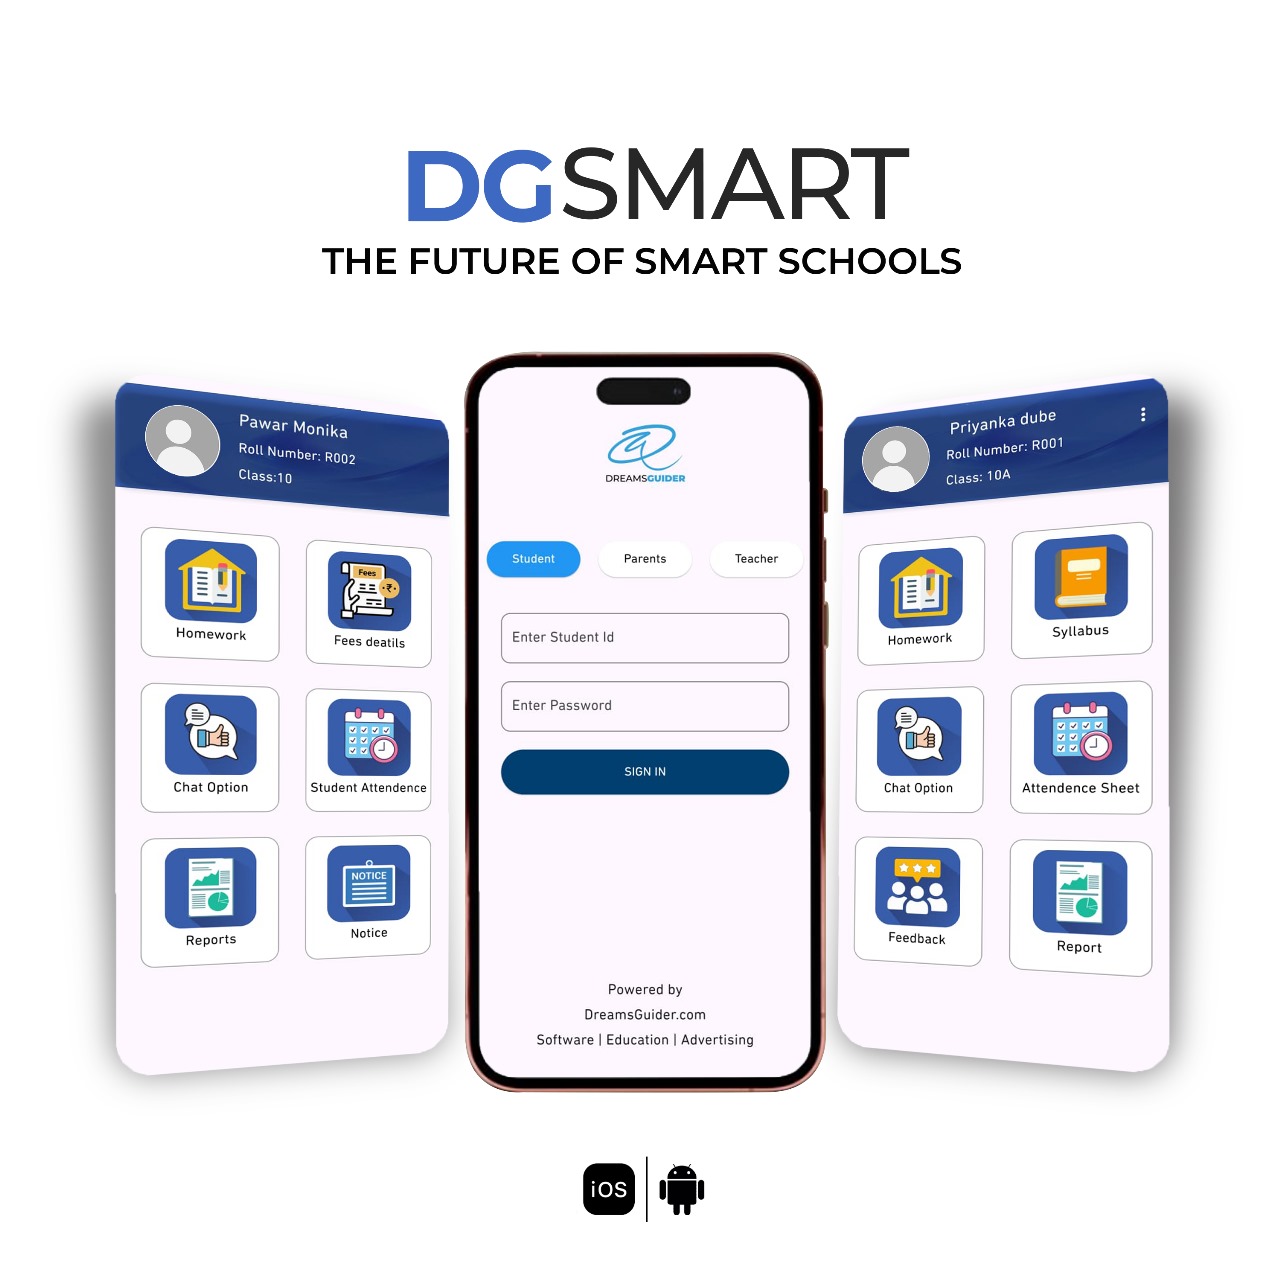 DGSMART
THE FUTURE OF SMART SCHOOLS
Pawar Monika
Roll Number: R002
Class:10
Homework
Fees
Fees deatils
Chat Option
Student Attendence
Reports
NOTICE
Notice
DREAMSGUIDER
Student
Parents
Teacher
Enter Student Id
Enter Password
SIGN IN
Powered by
DreamsGuider.com
Software | Education | Advertising
Priyanka dube
Roll Number: R001
Class: 10A
Homework
Syllabus
Chat Option
Attendence Sheet
Feedback
Report
iOS